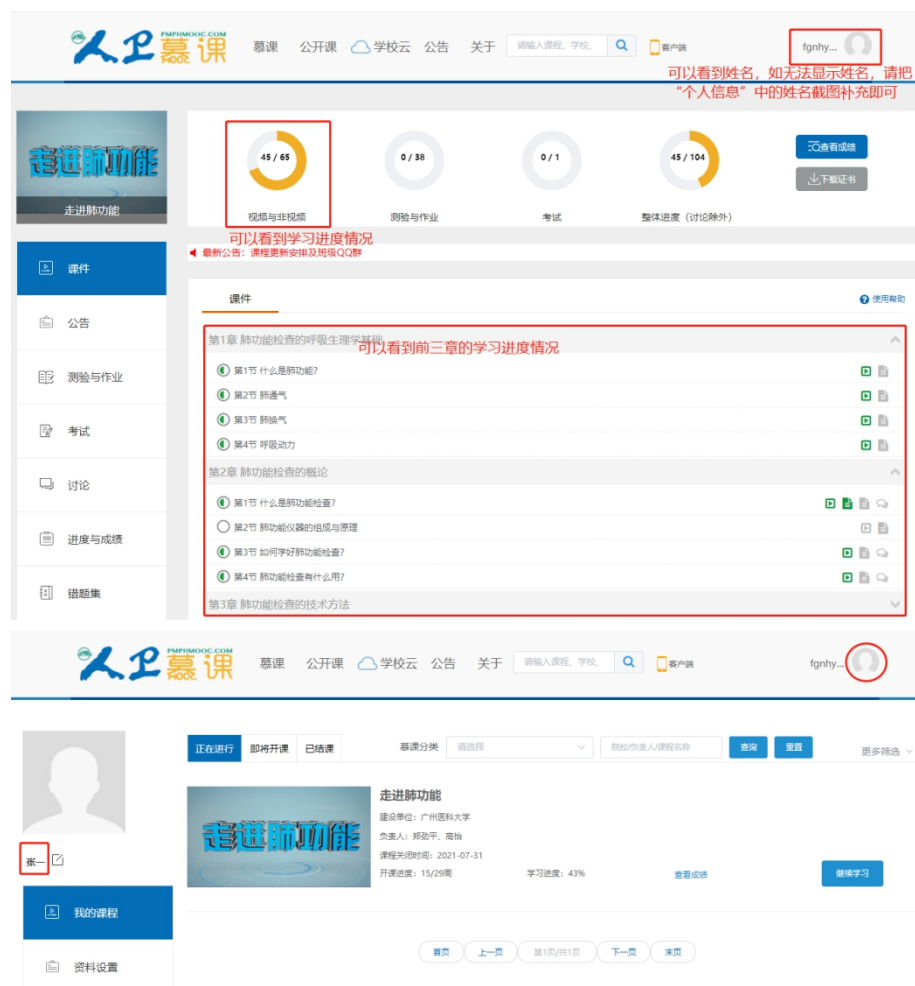 人卫慕课 PMPHMOOC.COM MOOC 慕课 公开课 学校云 公告 关于 请输入课程、学校、 客户端 fgnhy...
可以看到姓名，如无法显示姓名，请把
“个人信息”中的姓名截图补充即可
走进肺功能
走进肺功能
45 / 65 0 / 38 0 / 1 45 / 104
查看成绩
下载证书
视频与非视频 测验与作业 考试 整体进度（讨论除外）
可以看到学习进度情况
最新公告：课程更新安排及班级QQ群
课件
公告
测验与作业
考试
讨论
进度与成绩
错题集
课件 使用帮助
第1章 肺功能检查的呼吸生理学基础
可以看到前三章的学习进度情况
第1节 什么是肺功能?
第2节 肺通气
第3节 肺换气
第4节 呼吸动力
第2章 肺功能检查的概论
第1节 什么是肺功能检查?
第2节 肺功能仪器的组成与原理
第3节 如何学好肺功能检查?
第4节 肺功能检查有什么用?
第3章 肺功能检查的技术方法
人卫慕课 PMPHMOOC.COM MOOC 慕课 公开课 学校云 公告 关于 请输入课程、学校、 客户端 fgnhy...
正在进行 即将开课 已结课 慕课分类 请选择 院校/负责人/课程名称 查询 重置 更多筛选
张一
我的课程
资料设置
走进肺功能
走进肺功能
建设单位：广州医科大学
负责人：郑劲平、高怡
课程关闭时间：2021-07-31
开课进度：15/29周 学习进度：43% 查看成绩 继续学习
首页 上一页 第1页/共1页 下一页 末页